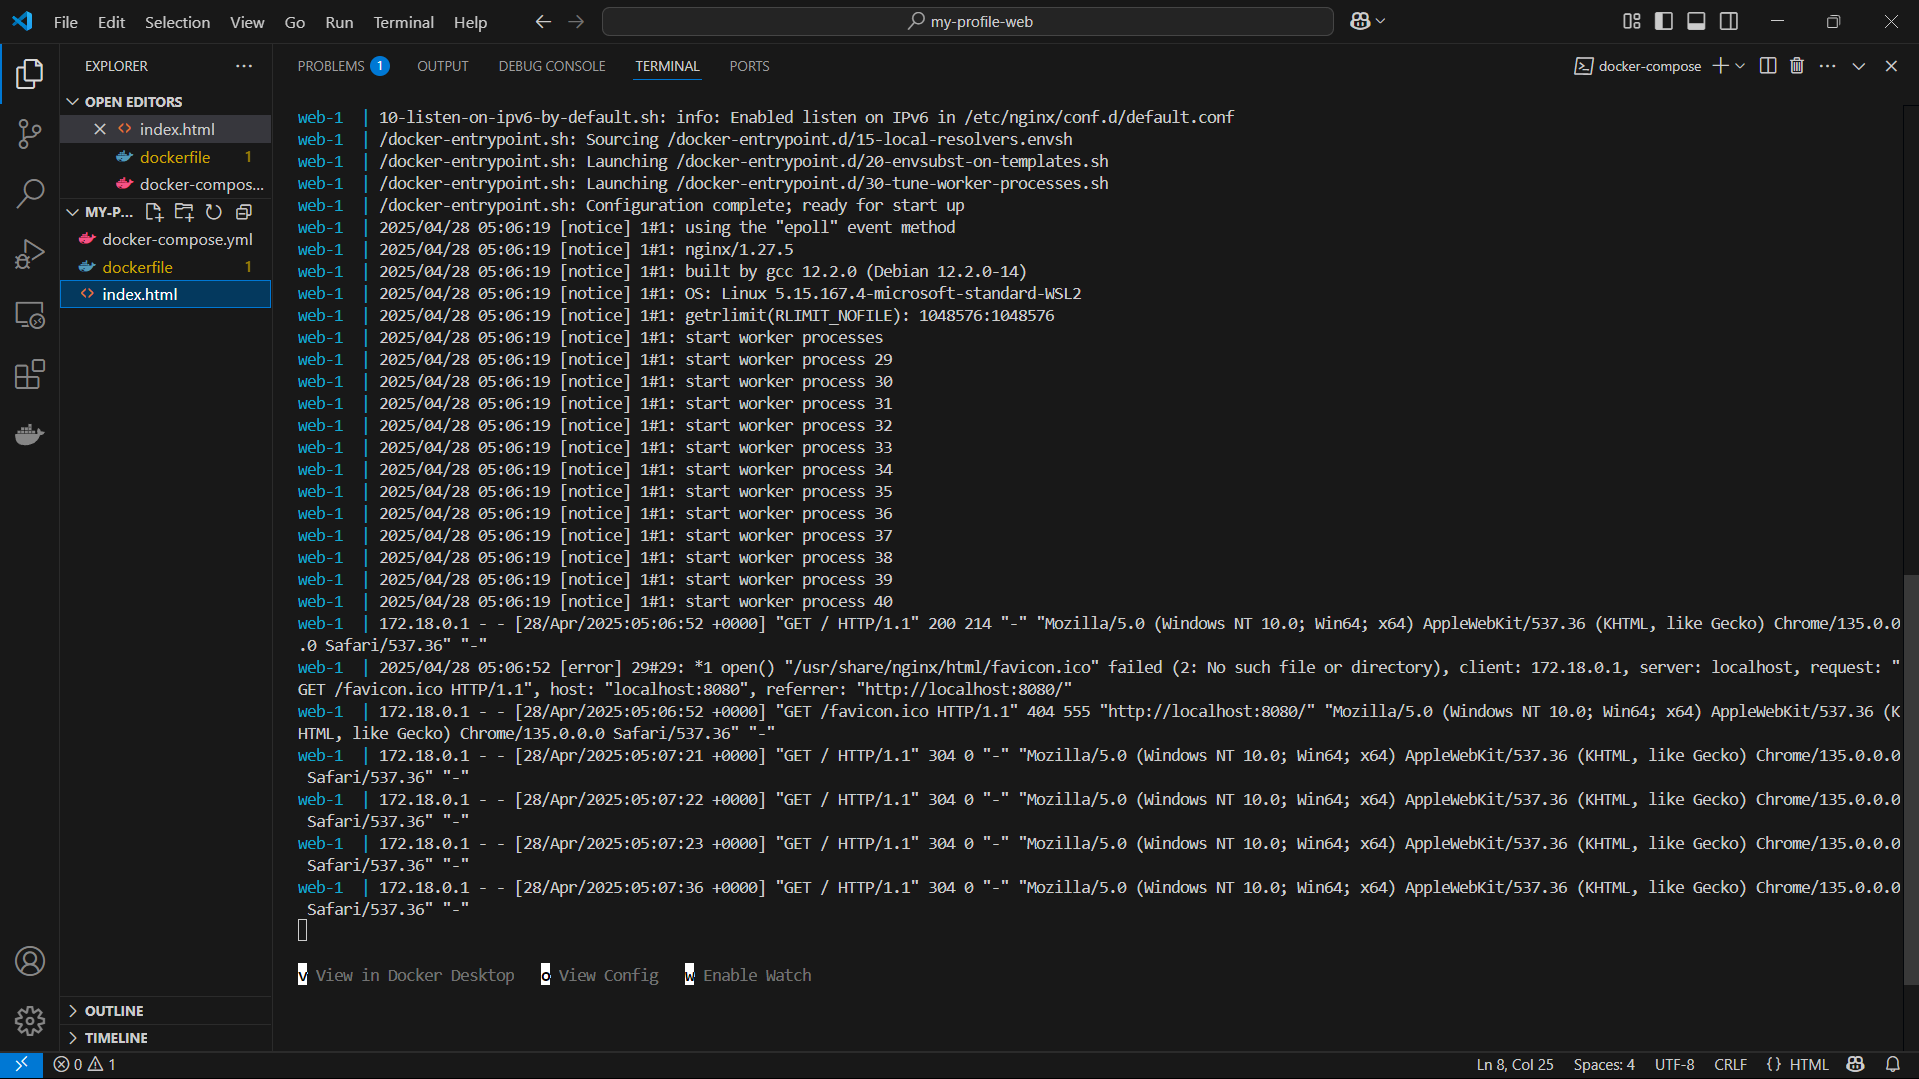 File Edit Selection View Go Run Terminal Help
my-profile-web
EXPLORER
OPEN EDITORS
index.html
dockerfile 1
docker-compos...
MY-P...
docker-compose.yml
dockerfile 1
index.html
OUTLINE
TIMELINE
PROBLEMS 1 OUTPUT DEBUG CONSOLE TERMINAL PORTS
docker-compose
web-1 | 10-listen-on-ipv6-by-default.sh: info: Enabled listen on IPv6 in /etc/nginx/conf.d/default.conf
web-1 | /docker-entrypoint.sh: Sourcing /docker-entrypoint.d/15-local-resolvers.envsh
web-1 | /docker-entrypoint.sh: Launching /docker-entrypoint.d/20-envsubst-on-templates.sh
web-1 | /docker-entrypoint.sh: Launching /docker-entrypoint.d/30-tune-worker-processes.sh
web-1 | /docker-entrypoint.sh: Configuration complete; ready for start up
web-1 | 2025/04/28 05:06:19 [notice] 1#1: using the "epoll" event method
web-1 | 2025/04/28 05:06:19 [notice] 1#1: nginx/1.27.5
web-1 | 2025/04/28 05:06:19 [notice] 1#1: built by gcc 12.2.0 (Debian 12.2.0-14)
web-1 | 2025/04/28 05:06:19 [notice] 1#1: OS: Linux 5.15.167.4-microsoft-standard-WSL2
web-1 | 2025/04/28 05:06:19 [notice] 1#1: getrlimit(RLIMIT_NOFILE): 1048576:1048576
web-1 | 2025/04/28 05:06:19 [notice] 1#1: start worker processes
web-1 | 2025/04/28 05:06:19 [notice] 1#1: start worker process 29
web-1 | 2025/04/28 05:06:19 [notice] 1#1: start worker process 30
web-1 | 2025/04/28 05:06:19 [notice] 1#1: start worker process 31
web-1 | 2025/04/28 05:06:19 [notice] 1#1: start worker process 32
web-1 | 2025/04/28 05:06:19 [notice] 1#1: start worker process 33
web-1 | 2025/04/28 05:06:19 [notice] 1#1: start worker process 34
web-1 | 2025/04/28 05:06:19 [notice] 1#1: start worker process 35
web-1 | 2025/04/28 05:06:19 [notice] 1#1: start worker process 36
web-1 | 2025/04/28 05:06:19 [notice] 1#1: start worker process 37
web-1 | 2025/04/28 05:06:19 [notice] 1#1: start worker process 38
web-1 | 2025/04/28 05:06:19 [notice] 1#1: start worker process 39
web-1 | 2025/04/28 05:06:19 [notice] 1#1: start worker process 40
web-1 | 172.18.0.1 - - [28/Apr/2025:05:06:52 +0000] "GET / HTTP/1.1" 200 214 "-" "Mozilla/5.0 (Windows NT 10.0; Win64; x64) AppleWebKit/537.36 (KHTML, like Gecko) Chrome/135.0.0
.0 Safari/537.36" "-"
web-1 | 2025/04/28 05:06:52 [error] 29#29: *1 open() "/usr/share/nginx/html/favicon.ico" failed (2: No such file or directory), client: 172.18.0.1, server: localhost, request: "
GET /favicon.ico HTTP/1.1", host: "localhost:8080", referrer: "http://localhost:8080/"
web-1 | 172.18.0.1 - - [28/Apr/2025:05:06:52 +0000] "GET /favicon.ico HTTP/1.1" 404 555 "http://localhost:8080/" "Mozilla/5.0 (Windows NT 10.0; Win64; x64) AppleWebKit/537.36 (K
HTML, like Gecko) Chrome/135.0.0.0 Safari/537.36" "-"
web-1 | 172.18.0.1 - - [28/Apr/2025:05:07:21 +0000] "GET / HTTP/1.1" 304 0 "-" "Mozilla/5.0 (Windows NT 10.0; Win64; x64) AppleWebKit/537.36 (KHTML, like Gecko) Chrome/135.0.0.0
Safari/537.36" "-"
web-1 | 172.18.0.1 - - [28/Apr/2025:05:07:22 +0000] "GET / HTTP/1.1" 304 0 "-" "Mozilla/5.0 (Windows NT 10.0; Win64; x64) AppleWebKit/537.36 (KHTML, like Gecko) Chrome/135.0.0.0
Safari/537.36" "-"
web-1 | 172.18.0.1 - - [28/Apr/2025:05:07:23 +0000] "GET / HTTP/1.1" 304 0 "-" "Mozilla/5.0 (Windows NT 10.0; Win64; x64) AppleWebKit/537.36 (KHTML, like Gecko) Chrome/135.0.0.0
Safari/537.36" "-"
web-1 | 172.18.0.1 - - [28/Apr/2025:05:07:36 +0000] "GET / HTTP/1.1" 304 0 "-" "Mozilla/5.0 (Windows NT 10.0; Win64; x64) AppleWebKit/537.36 (KHTML, like Gecko) Chrome/135.0.0.0
Safari/537.36" "-"
v View in Docker Desktop o View Config w Enable Watch
0 1
Ln 8, Col 25 Spaces: 4 UTF-8 CRLF {} HTML